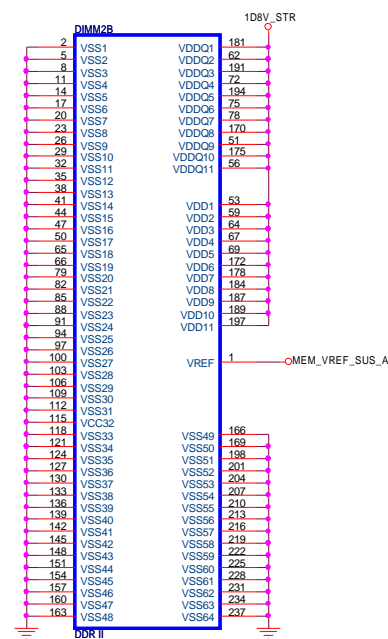 1D8V_STR
DIMM2B
2 VSS1 VDDQ1 181
5 VSS2 VDDQ2 62
8 VSS3 VDDQ3 191
11 VSS4 VDDQ4 72
14 VSS5 VDDQ5 194
17 VSS6 VDDQ6 75
20 VSS7 VDDQ7 78
23 VSS8 VDDQ8 170
26 VSS9 VDDQ9 51
29 VSS10 VDDQ10 175
32 VSS11 VDDQ11 56
35 VSS12
38 VSS13
41 VSS14 VDD1 53
44 VSS15 VDD2 59
47 VSS16 VDD3 64
50 VSS17 VDD4 67
65 VSS18 VDD5 69
66 VSS19 VDD6 172
79 VSS20 VDD7 178
82 VSS21 VDD8 184
85 VSS22 VDD9 187
88 VSS23 VDD10 189
91 VSS24 VDD11 197
94 VSS25
97 VSS26
100 VSS27 VREF 1 MEM_VREF_SUS_A
103 VSS28
106 VSS29
109 VSS30
112 VSS31
115 VCC32
118 VSS33 VSS49 166
121 VSS34 VSS50 169
124 VSS35 VSS51 198
127 VSS36 VSS52 201
130 VSS37 VSS53 204
133 VSS38 VSS54 207
136 VSS39 VSS55 210
139 VSS40 VSS56 213
142 VSS41 VSS57 216
145 VSS42 VSS58 219
148 VSS43 VSS59 222
151 VSS44 VSS60 225
154 VSS45 VSS61 228
157 VSS46 VSS62 231
160 VSS47 VSS63 234
163 VSS48 VSS64 237
DDR II